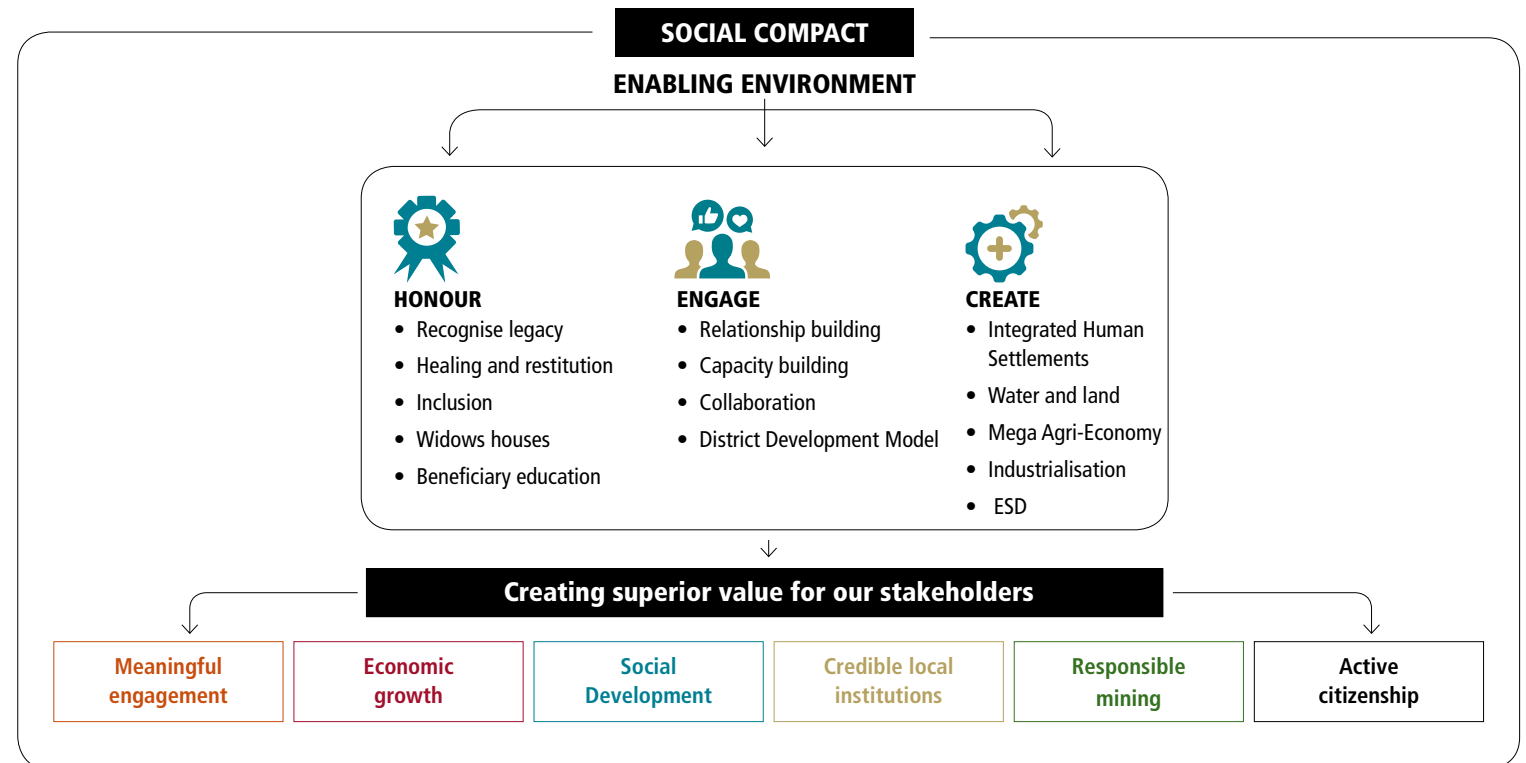 SOCIAL COMPACT
ENABLING ENVIRONMENT
HONOUR
• Recognise legacy
• Healing and restitution
• Inclusion
• Widows houses
• Beneficiary education
ENGAGE
• Relationship building
• Capacity building
• Collaboration
• District Development Model
CREATE
• Integrated Human
Settlements
• Water and land
• Mega Agri-Economy
• Industrialisation
• ESD
Creating superior value for our stakeholders
Meaningful
engagement
Economic
growth
Social
Development
Credible local
institutions
Responsible
mining
Active
citizenship